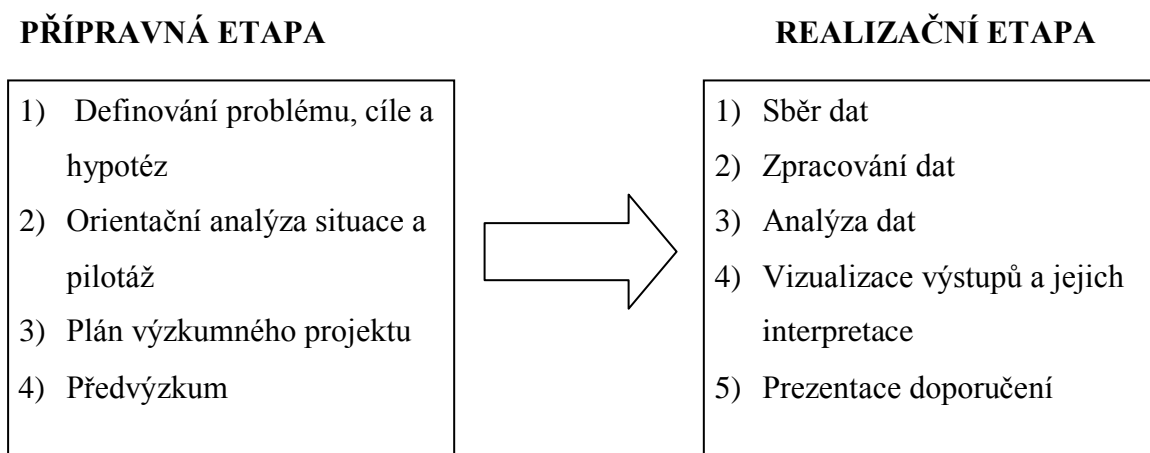 PŘÍPRAVNÁ ETAPA
1) Definování problému, cíle a
hypotéz
2) Orientační analýza situace a
pilotáž
3) Plán výzkumného projektu
4) Předvýzkum
REALIZAČNÍ ETAPA
1) Sběr dat
2) Zpracování dat
3) Analýza dat
4) Vizualizace výstupů a jejich
interpretace
5) Prezentace doporučení